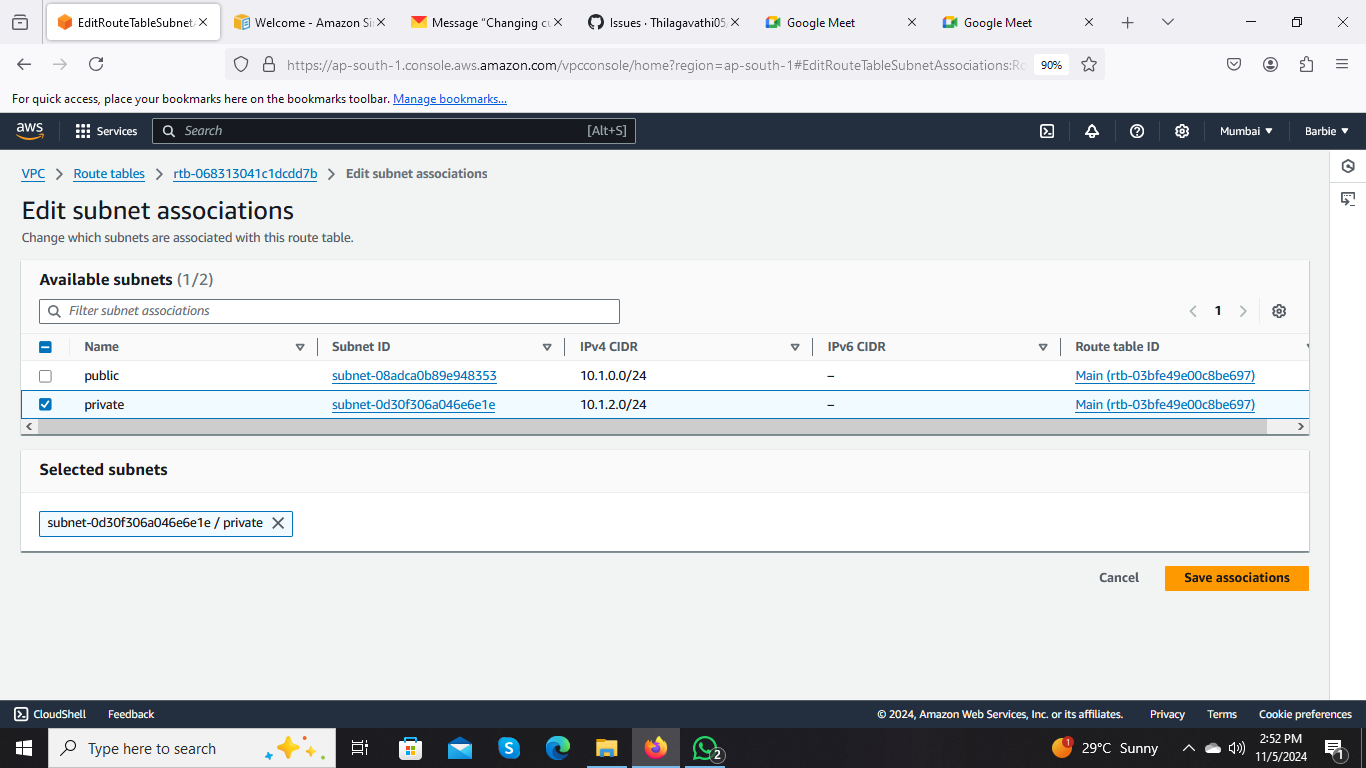 EditRouteTableSubnetA
Welcome - Amazon Sim
Message “Changing cu
Issues · Thilagavathi05
Google Meet
Google Meet
https://ap-south-1.console.aws.amazon.com/vpcconsole/home?region=ap-south-1#EditRouteTableSubnetAssociations:Ro
90%
For quick access, place your bookmarks here on the bookmarks toolbar. Manage bookmarks...
aws
Services
Search
[Alt+S]
Mumbai
Barbie
VPC
Route tables
rtb-068313041c1dcdd7b
Edit subnet associations
Edit subnet associations
Change which subnets are associated with this route table.
Available subnets (1/2)
Filter subnet associations
1
Name
Subnet ID
IPv4 CIDR
IPv6 CIDR
Route table ID
public
subnet-08adca0b89e948353
10.1.0.0/24
–
Main (rtb-03bfe49e00c8be697)
private
subnet-0d30f306a046e6e1e
10.1.2.0/24
–
Main (rtb-03bfe49e00c8be697)
Selected subnets
subnet-0d30f306a046e6e1e / private
Cancel
Save associations
CloudShell
Feedback
© 2024, Amazon Web Services, Inc. or its affiliates.
Privacy
Terms
Cookie preferences
Type here to search
2
1
29°C Sunny
2:52 PM
11/5/2024
1